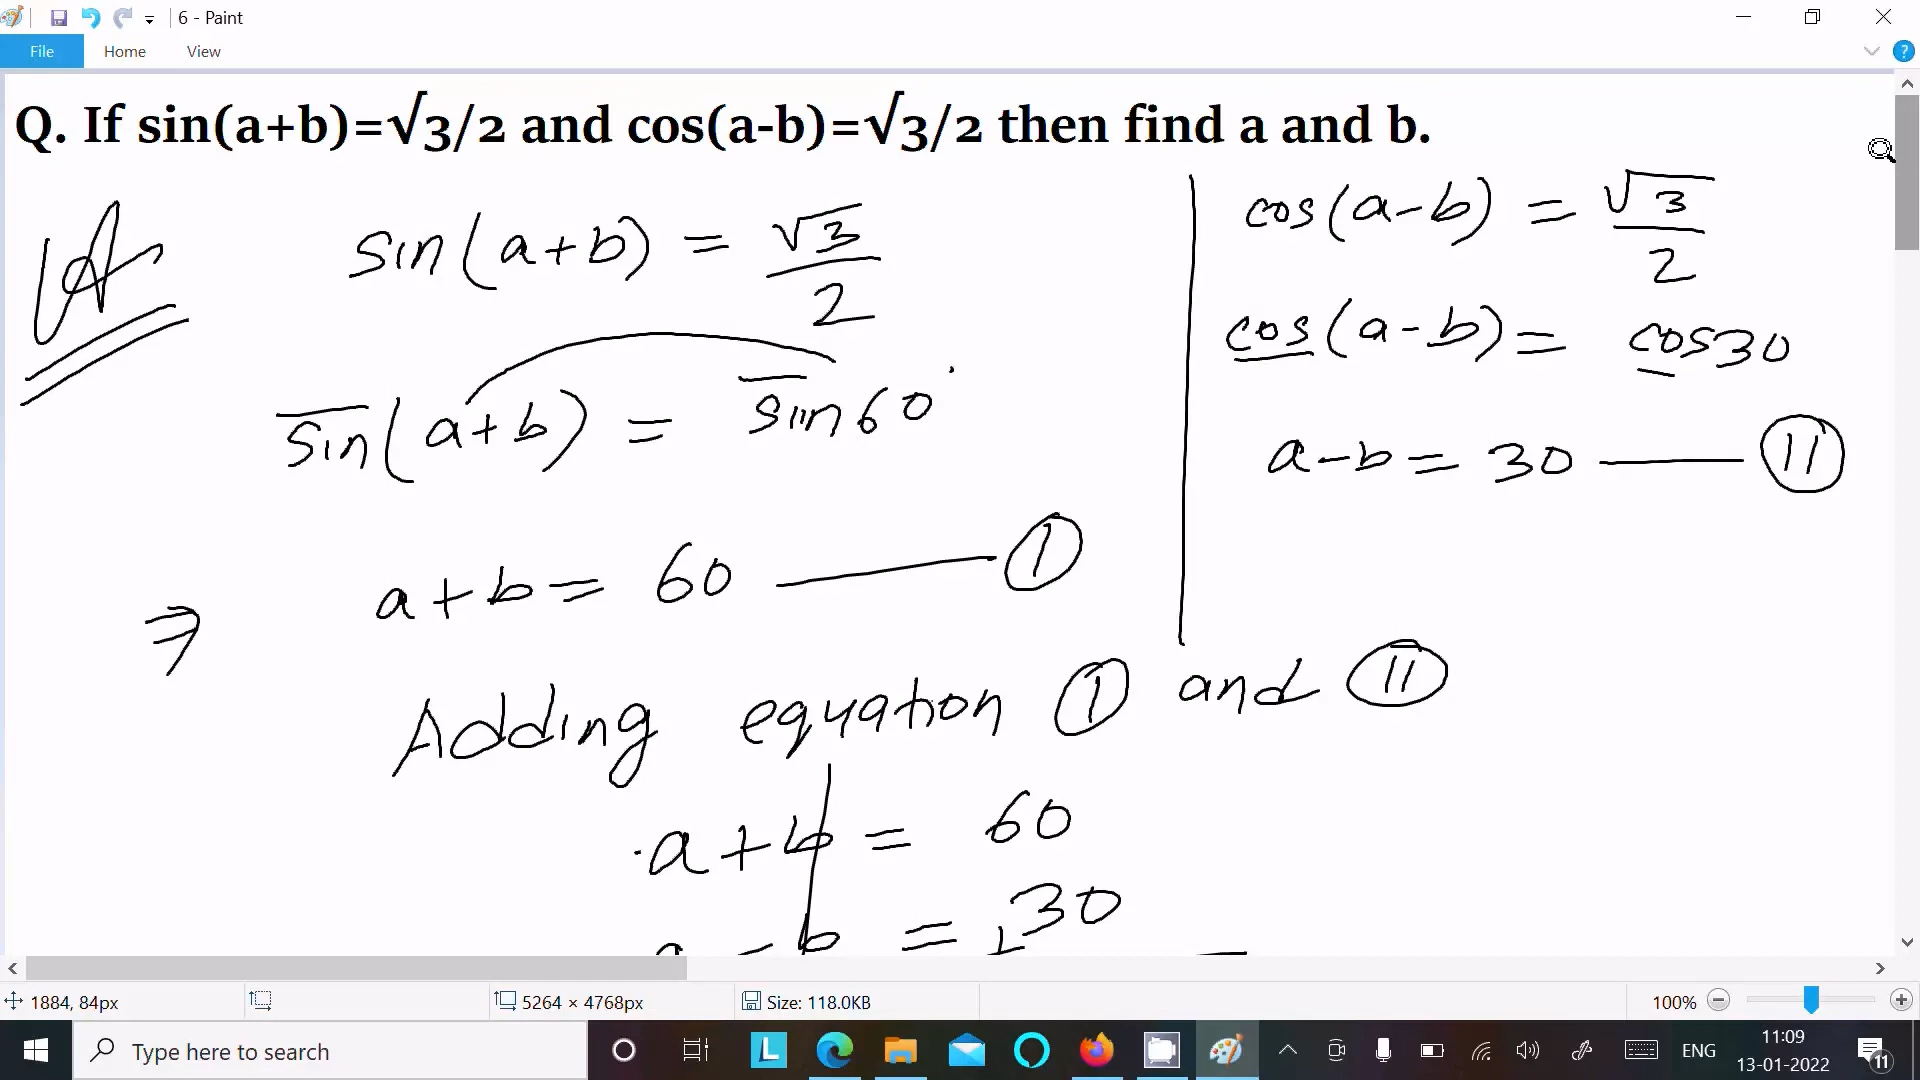 6 - Paint
File Home View
Q. If sin(a+b)=√3/2 and cos(a-b)=√3/2 then find a and b.
A
sin(a+b) = √3/2
sin(a+b) = sin60°
a+b = 60 —— I
cos(a-b) = √3/2
cos(a-b) = cos30
a-b = 30 —— II
⇒
Adding equation I and II
a+b = 60
a-b = 30
1884, 84px 5264 × 4768px Size: 118.0KB 100%
Type here to search
L
ENG
11:09
13-01-2022
11